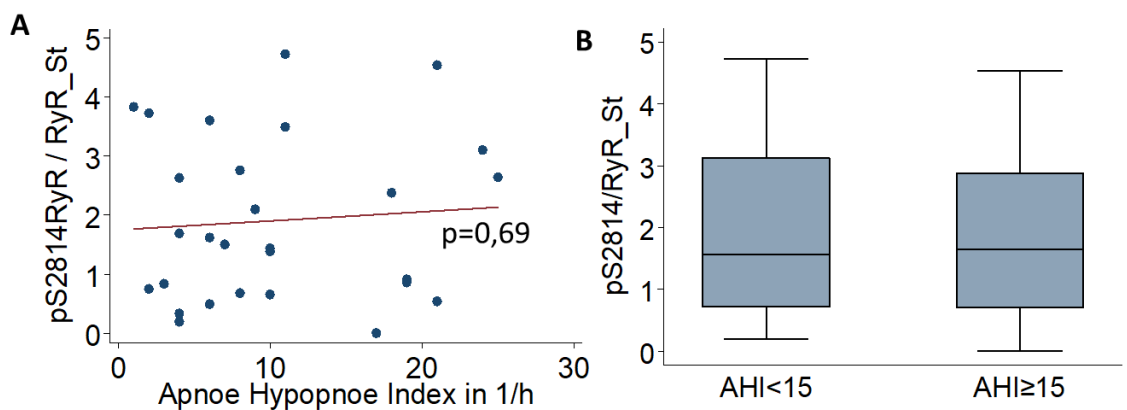 A
pS2814RyR / RyR_St
5
4
3
2
1
0
p=0,69
0
10
20
30
Apnoe Hypopnoe Index in 1/h
B
pS2814/RyR_St
5
4
3
2
1
0
AHI<15
AHI≥15